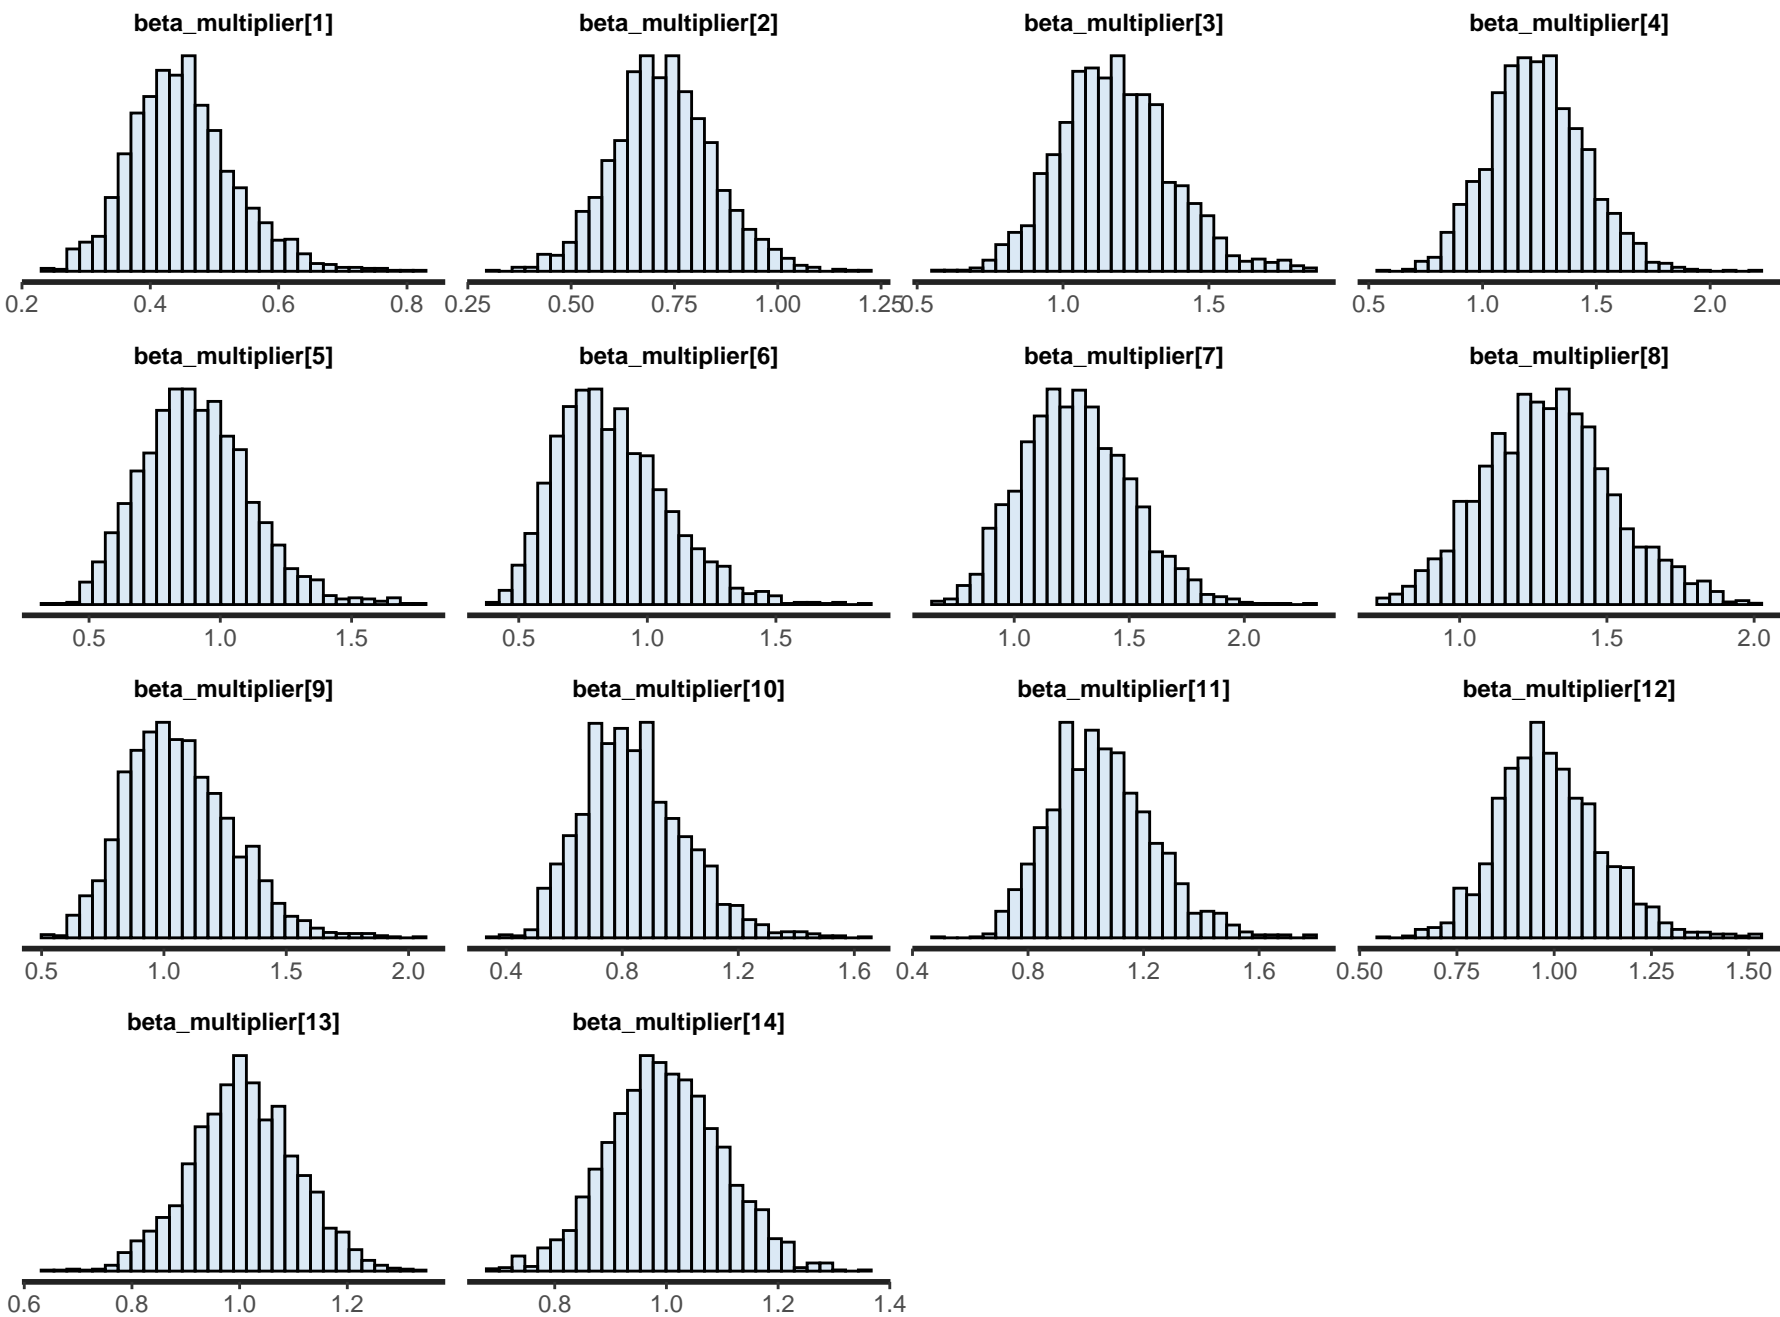 beta_multiplier[1] beta_multiplier[2] beta_multiplier[3] beta_multiplier[4]
0.2 0.4 0.6 0.8 0.25 0.50 0.75 1.00 1.25 0.5 1.0 1.5 0.5 1.0 1.5 2.0
beta_multiplier[5] beta_multiplier[6] beta_multiplier[7] beta_multiplier[8]
0.5 1.0 1.5 0.5 1.0 1.5 1.0 1.5 2.0 1.0 1.5 2.0
beta_multiplier[9] beta_multiplier[10] beta_multiplier[11] beta_multiplier[12]
0.5 1.0 1.5 2.0 0.4 0.8 1.2 1.6 0.4 0.8 1.2 1.6 0.50 0.75 1.00 1.25 1.50
beta_multiplier[13] beta_multiplier[14]
0.6 0.8 1.0 1.2 0.8 1.0 1.2 1.4